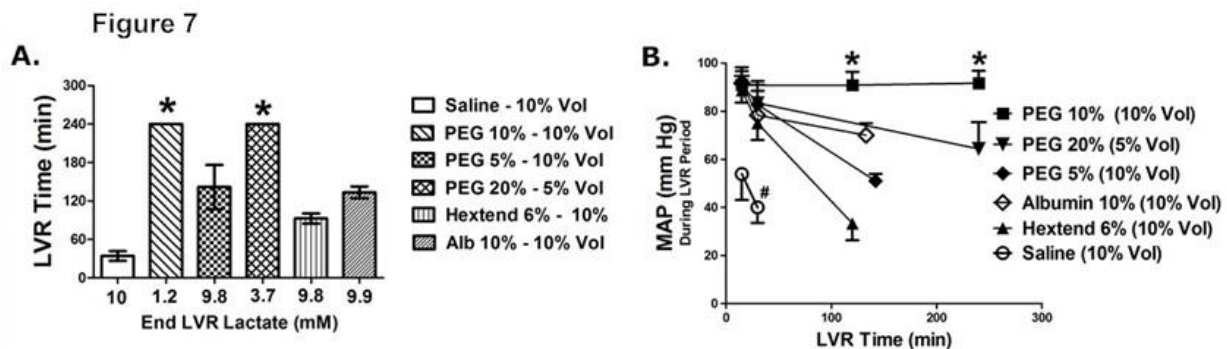 Figure 7
A.
LVR Time (min)
300
240
180
120
60
0
* *
10 1.2 9.8 3.7 9.8 9.9
End LVR Lactate (mM)
Saline - 10% Vol
PEG 10% - 10% Vol
PEG 5% - 10% Vol
PEG 20% - 5% Vol
Hextend 6% - 10%
Alb 10% - 10% Vol
B.
MAP (mm Hg)
During LVR Period
100
80
60
40
20
0
* *
#
0 100 200 300
LVR Time (min)
PEG 10% (10% Vol)
PEG 20% (5% Vol)
PEG 5% (10% Vol)
Albumin 10% (10% Vol)
Hextend 6% (10% Vol)
Saline (10% Vol)